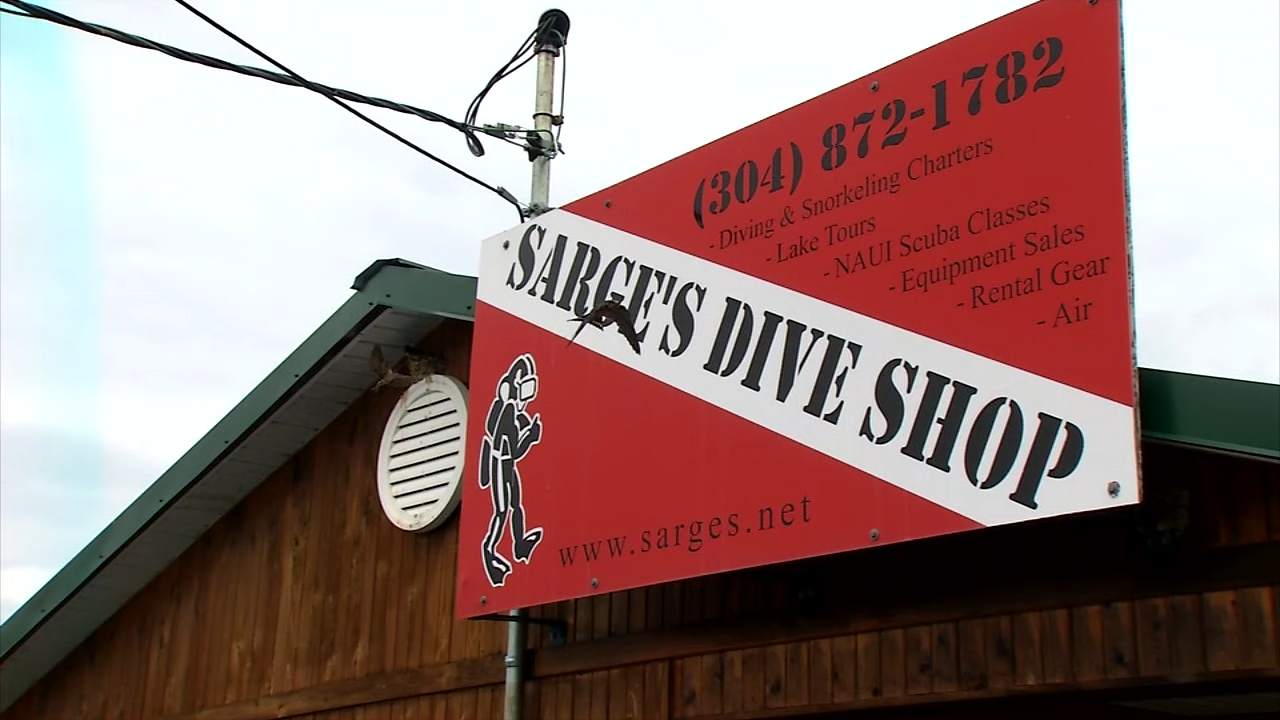 (304) 872-1782
- Diving & Snorkeling Charters
- Lake Tours
- NAUI Scuba Classes
- Equipment Sales
- Rental Gear
- Air
SARGE'S DIVE SHOP
www.sarges.net